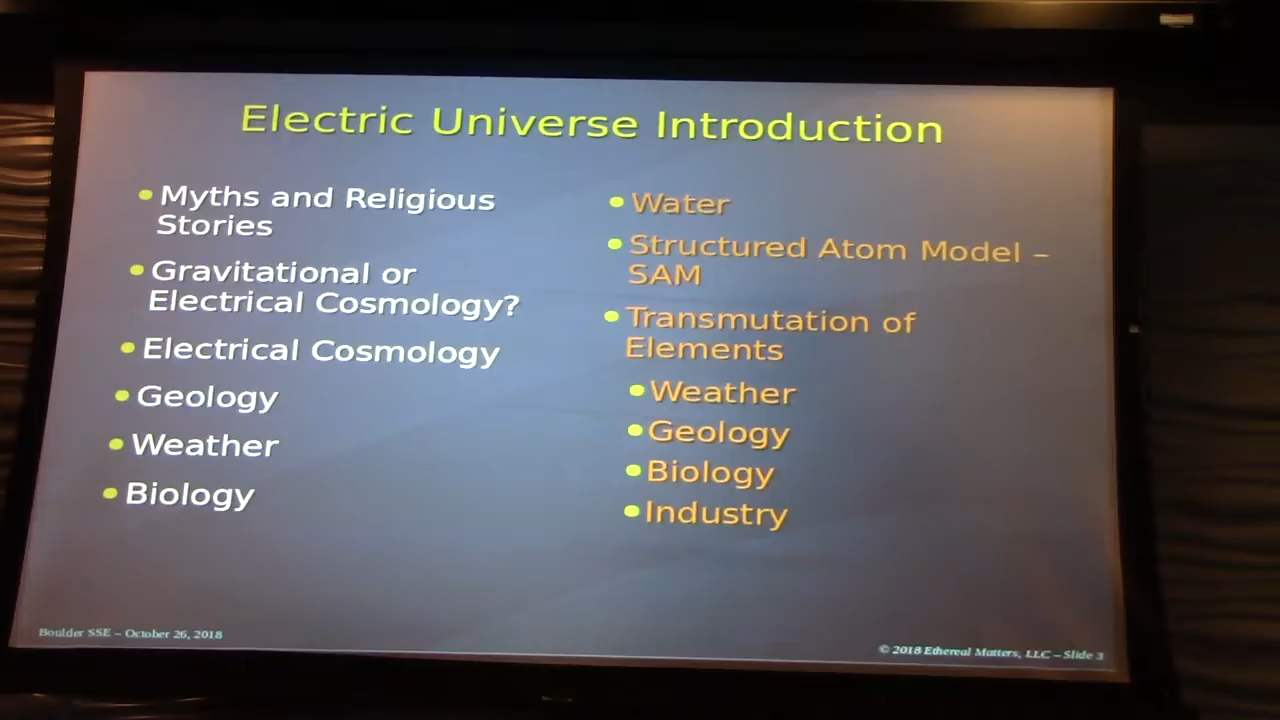 Electric Universe Introduction
• Myths and Religious
Stories
• Gravitational or
Electrical Cosmology?
• Electrical Cosmology
• Geology
• Weather
• Biology
• Water
• Structured Atom Model –
SAM
• Transmutation of
Elements
• Weather
• Geology
• Biology
• Industry
Boulder SSE – October 26, 2018
© 2018 Ethereal Matters, LLC – Slide 3